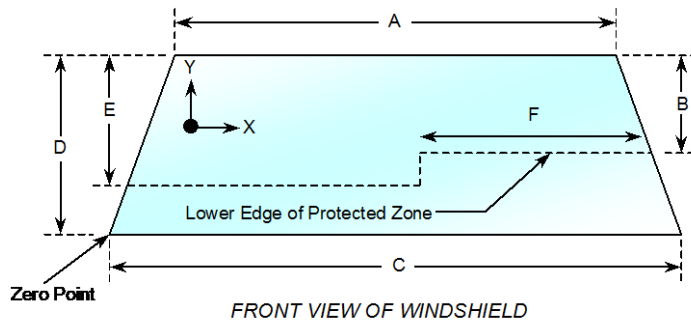 A
Y
E
B
X
F
D
Lower Edge of Protected Zone
C
Zero Point
FRONT VIEW OF WINDSHIELD